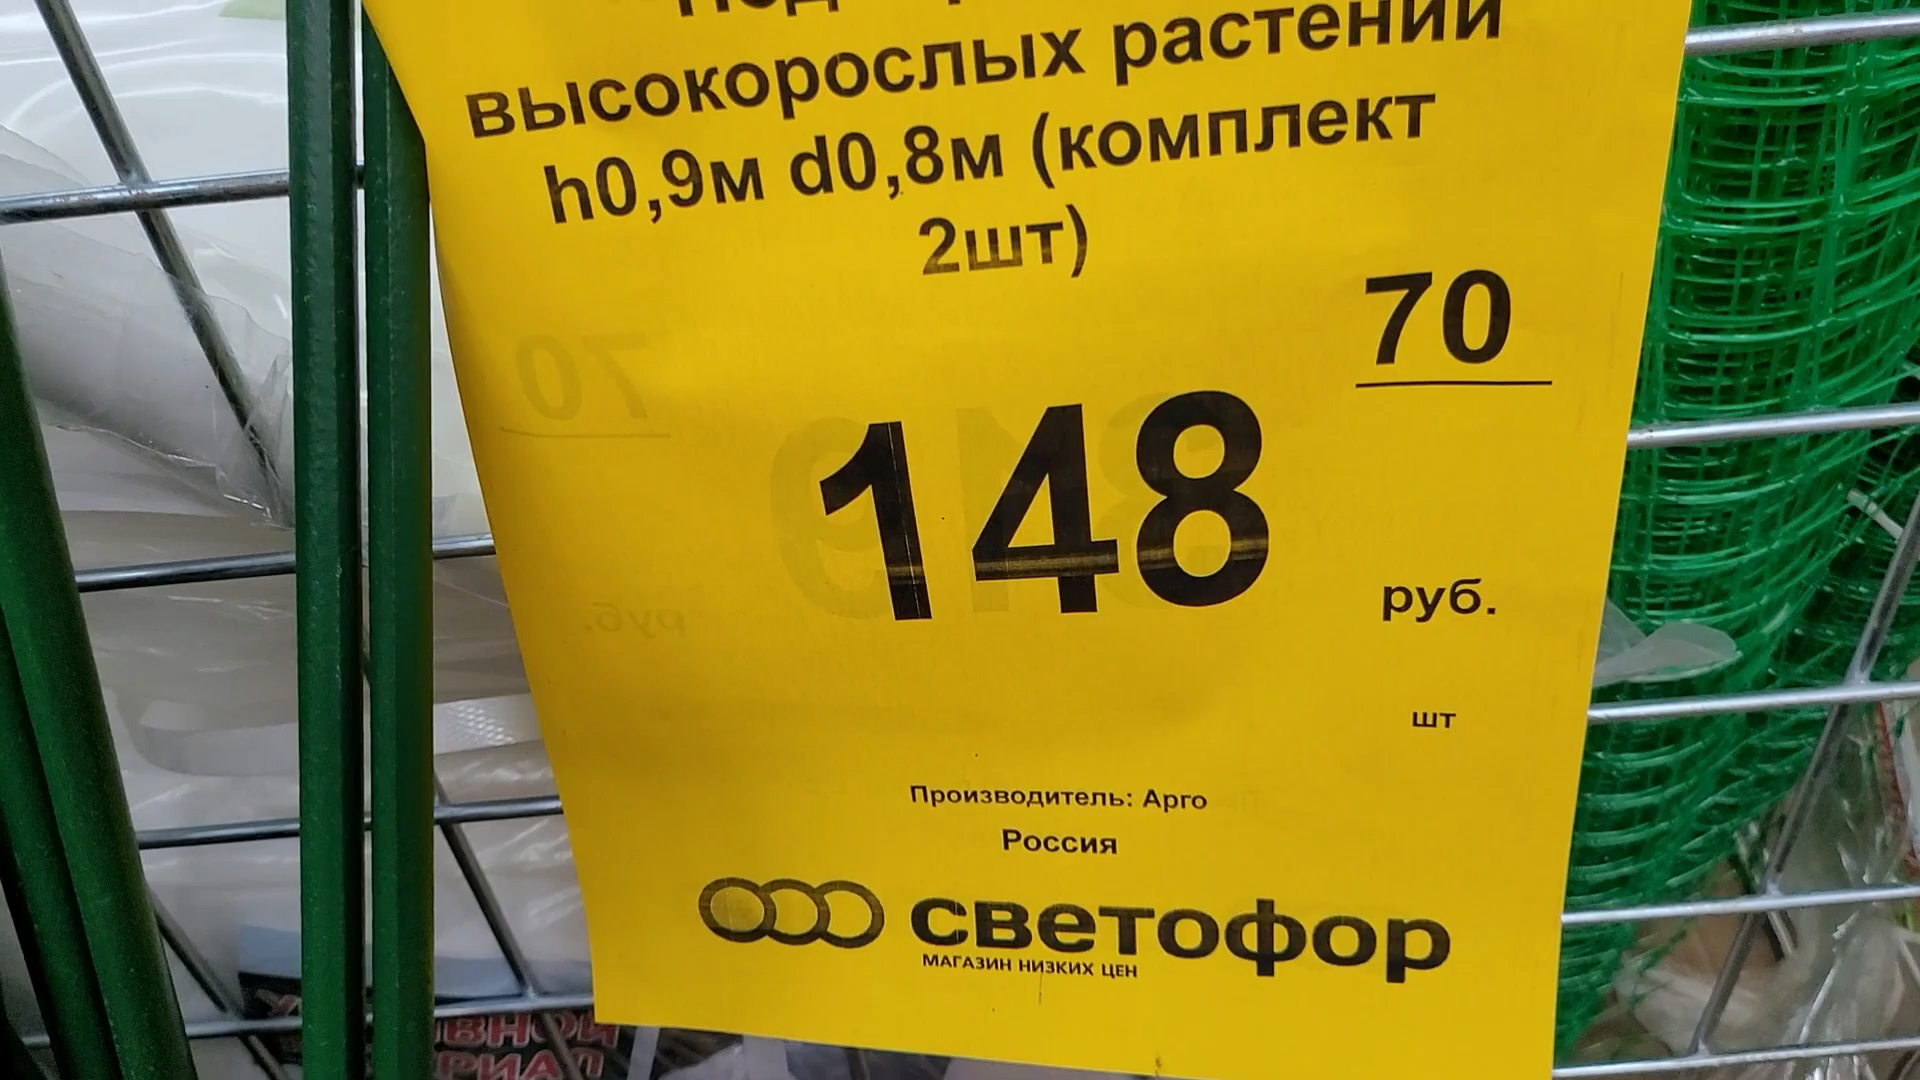 высокорослых растений
h0,9м d0,8м (комплект
2шт)
70
148
руб.
шт
Производитель: Арго
Россия
светофор
МАГАЗИН НИЗКИХ ЦЕН